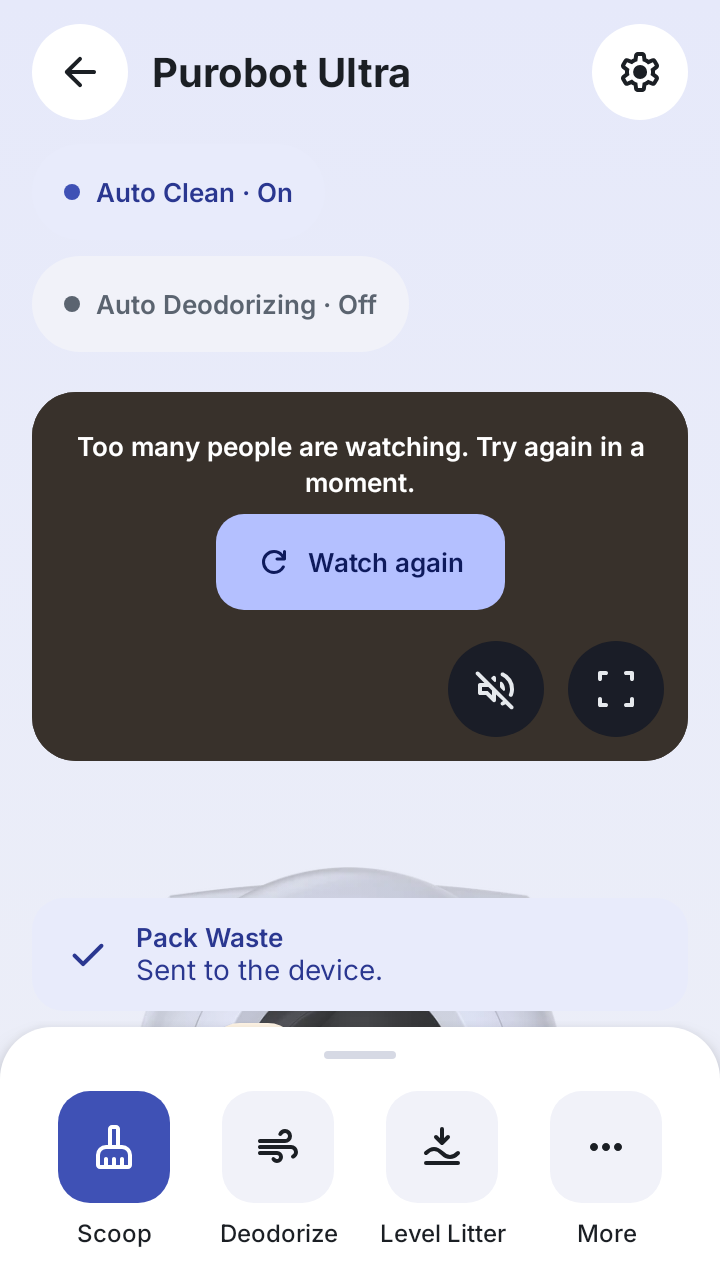 Purobot Ultra
Auto Clean · On
Auto Deodorizing · Off
Too many people are watching. Try again in a
moment.
Watch again
Pack Waste
Sent to the device.
Scoop
Deodorize
Level Litter
More